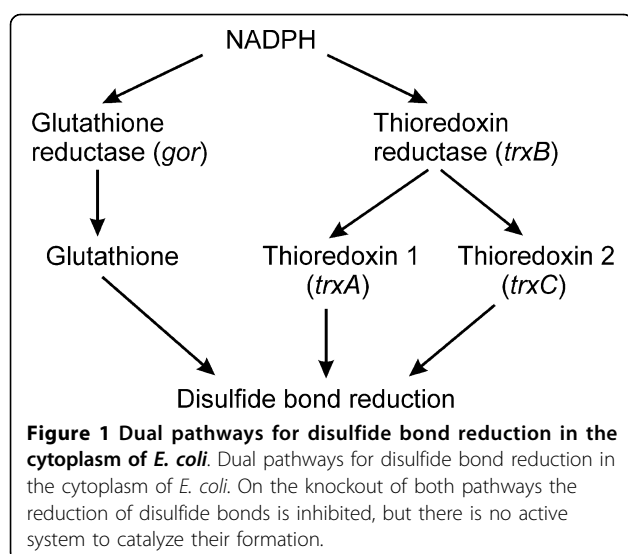 NADPH
Glutathione
reductase (gor)
Thioredoxin
reductase (trxB)
Glutathione
Thioredoxin 1
(trxA)
Thioredoxin 2
(trxC)
Disulfide bond reduction
Figure 1 Dual pathways for disulfide bond reduction in the
cytoplasm of E. coli. Dual pathways for disulfide bond reduction in
the cytoplasm of E. coli. On the knockout of both pathways the
reduction of disulfide bonds is inhibited, but there is no active
system to catalyze their formation.